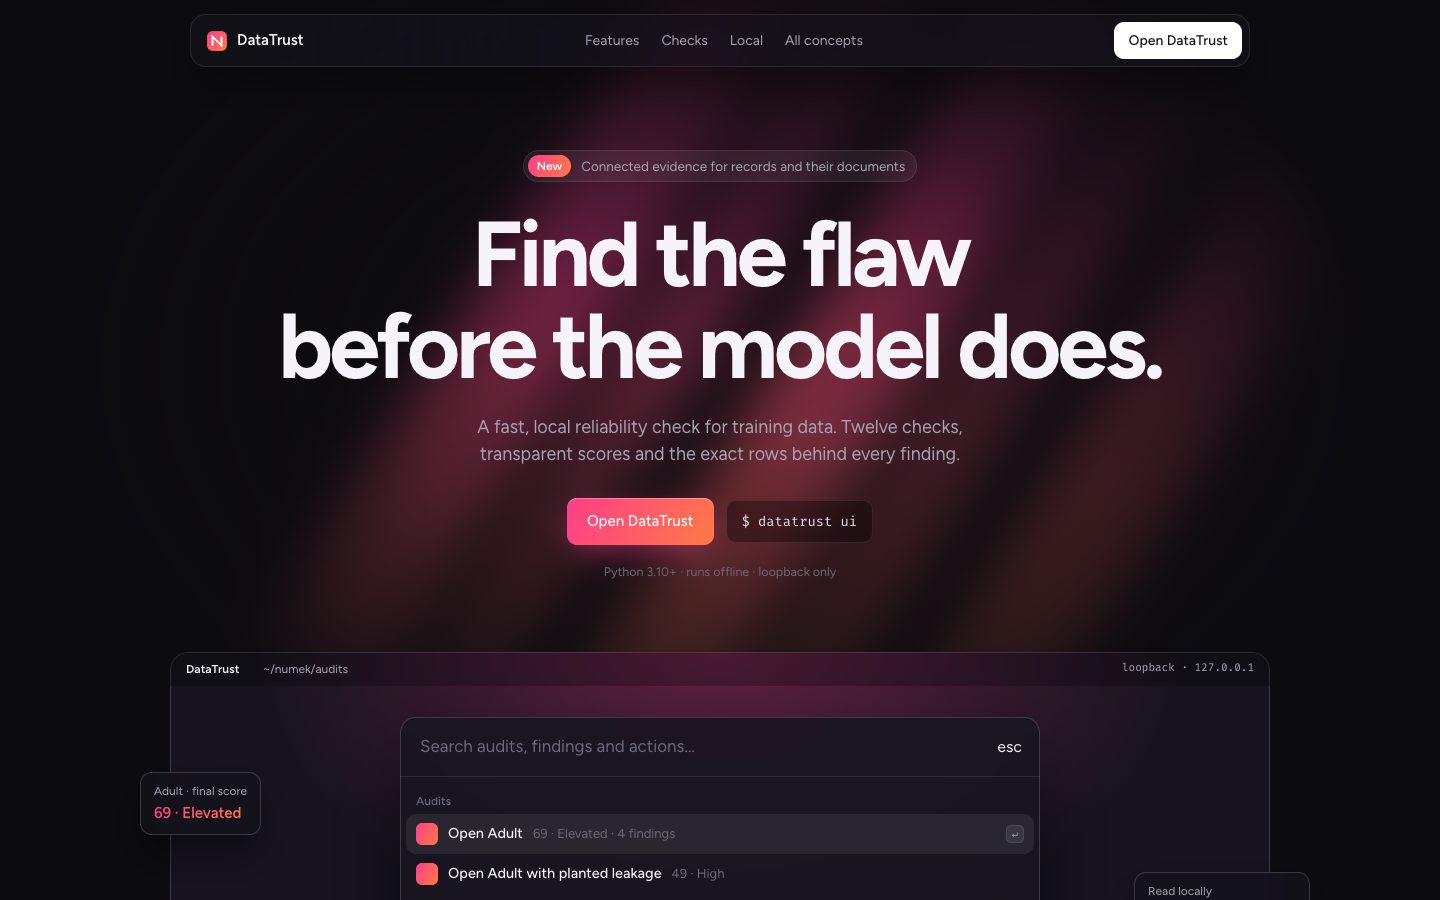 DataTrust
Features Checks Local All concepts
Open DataTrust
New Connected evidence for records and their documents
Find the flaw
before the model does.
A fast, local reliability check for training data. Twelve checks,
transparent scores and the exact rows behind every finding.
Open DataTrust
$ datatrust ui
Python 3.10+ · runs offline · loopback only
DataTrust ~/numek/audits
loopback · 127.0.0.1
Search audits, findings and actions...
esc
Adult · final score
69 · Elevated
Audits
Open Adult 69 · Elevated · 4 findings ↵
Open Adult with planted leakage 49 · High
Read locally